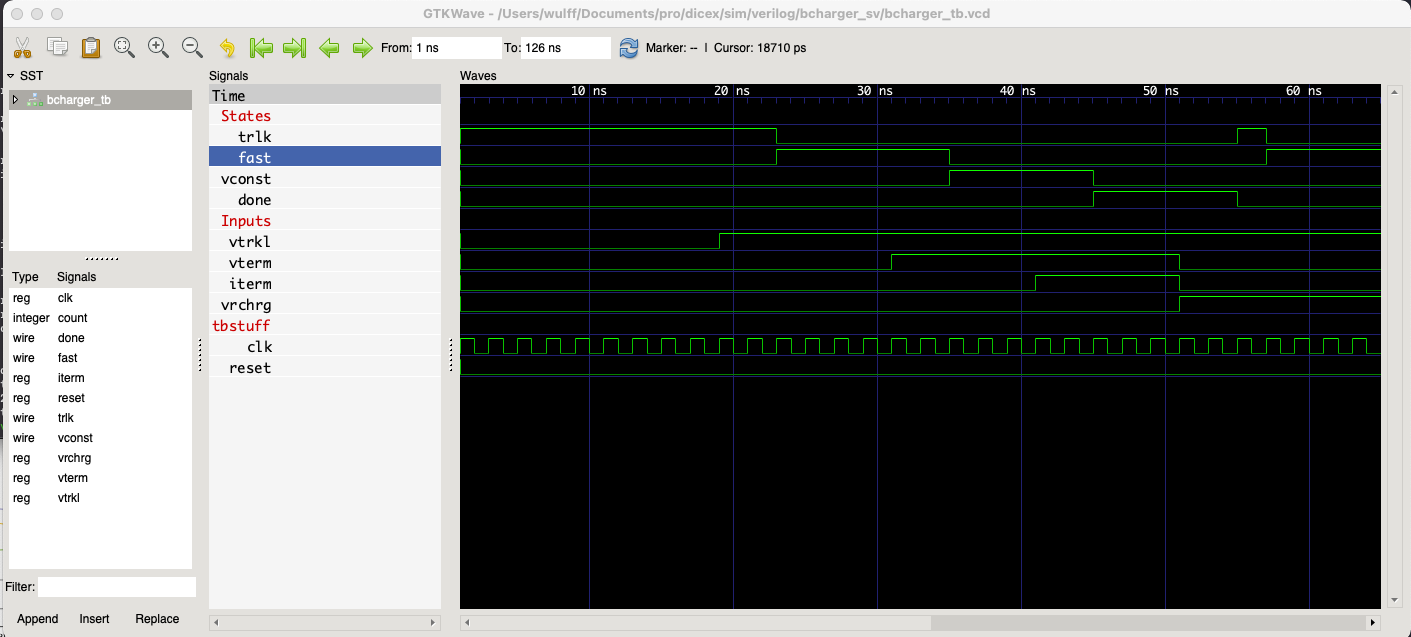 GTKWave - /Users/wulff/Documents/pro/dicex/sim/verilog/bcharger_sv/bcharger_tb.vcd
From: 1 ns To: 126 ns Marker: -- | Cursor: 18710 ps
SST
bcharger_tb
Type Signals
reg clk
integer count
wire done
wire fast
reg iterm
reg reset
wire trlk
wire vconst
reg vrchrg
reg vterm
reg vtrkl
Filter:
Append Insert Replace
Signals
Time
States
trlk
fast
vconst
done
Inputs
vtrkl
vterm
iterm
vrchrg
tbstuff
clk
reset
Waves
10 ns 20 ns 30 ns 40 ns 50 ns 60 ns